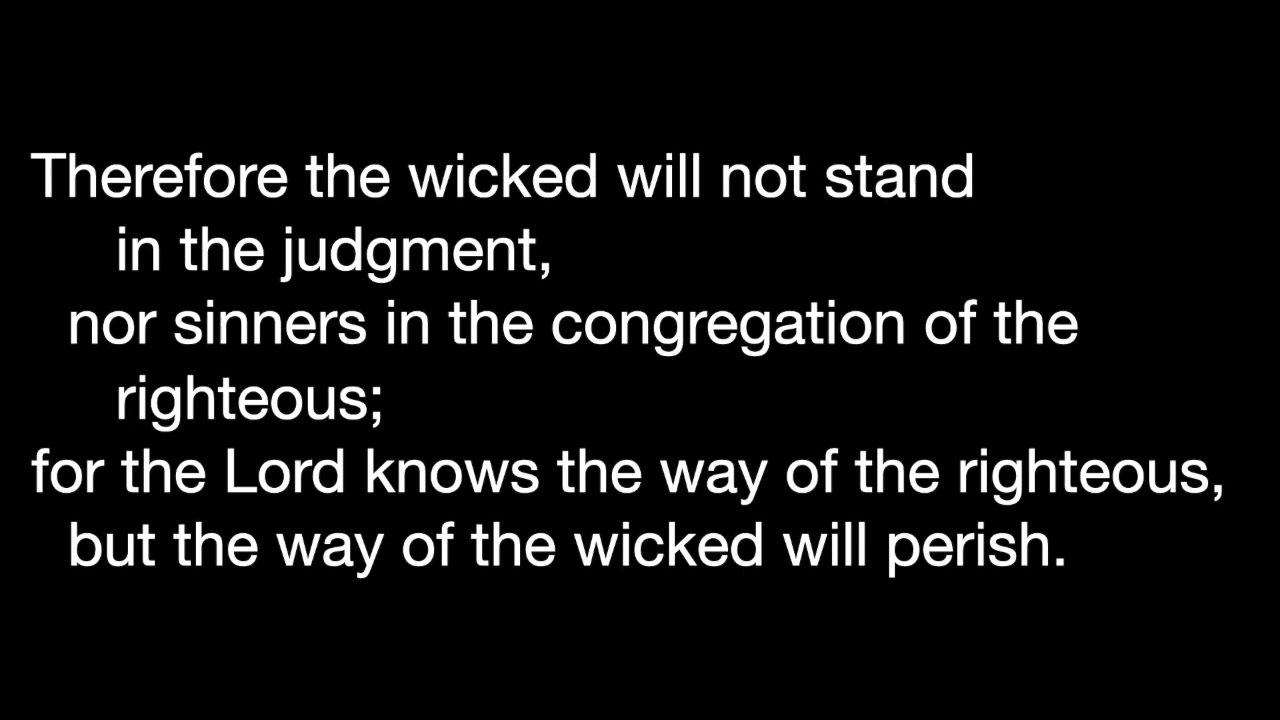 Therefore the wicked will not stand
in the judgment,
nor sinners in the congregation of the
righteous;
for the Lord knows the way of the righteous,
but the way of the wicked will perish.